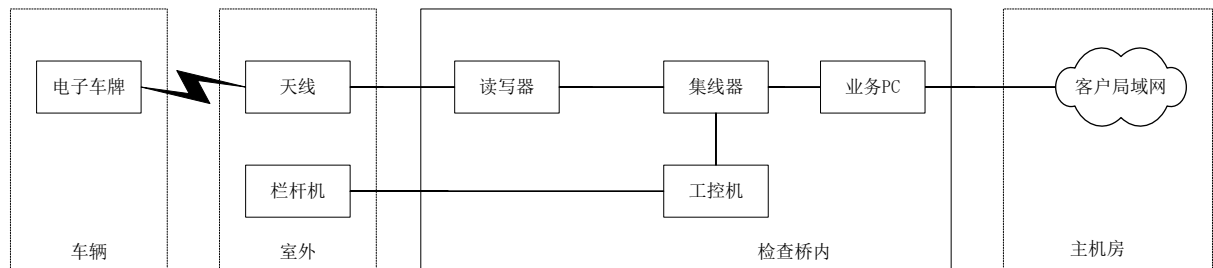 电子车牌
天线
读写器
集线器
业务PC
客户局域网
栏杆机
工控机
车辆
室外
检查桥内
主机房